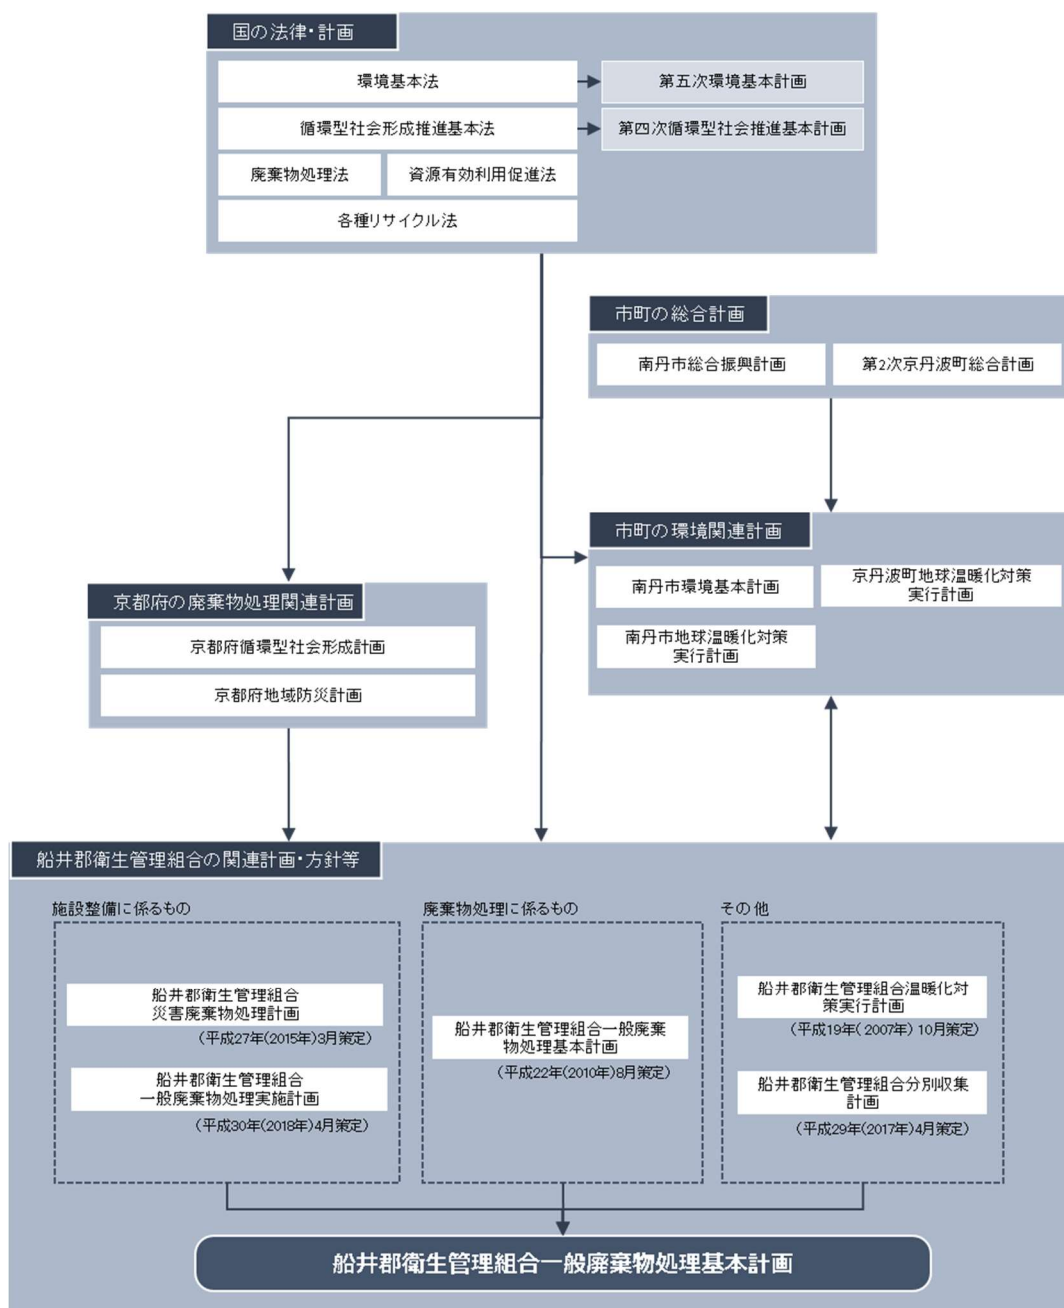 国の法律・計画
環境基本法
第五次環境基本計画
循環型社会形成推進基本法
第四次循環型社会推進基本計画
廃棄物処理法
資源有効利用促進法
各種リサイクル法
市町の総合計画
南丹市総合振興計画
第2次京丹波町総合計画
市町の環境関連計画
南丹市環境基本計画
京丹波町地球温暖化対策
実行計画
南丹市地球温暖化対策
実行計画
京都府の廃棄物処理関連計画
京都府循環型社会形成計画
京都府地域防災計画
船井郡衛生管理組合の関連計画・方針等
施設整備に係るもの
船井郡衛生管理組合
災害廃棄物処理計画
(平成27年(2015年)3月策定)
船井郡衛生管理組合
一般廃棄物処理実施計画
(平成30年(2018年)4月策定)
廃棄物処理に係るもの
船井郡衛生管理組合一般廃棄
物処理基本計画
(平成22年(2010年)8月策定)
その他
船井郡衛生管理組合温暖化対
策実行計画
(平成19年( 2007年) 10月策定)
船井郡衛生管理組合分別収集
計画
(平成29年(2017年)4月策定)
船井郡衛生管理組合一般廃棄物処理基本計画